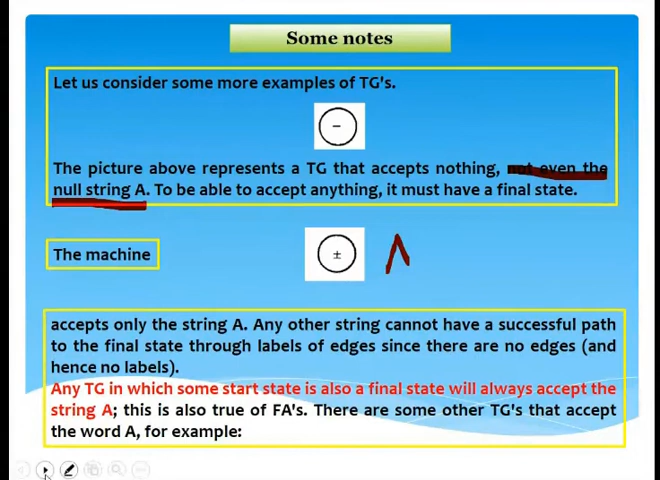 Some notes
Let us consider some more examples of TG's.
−
The picture above represents a TG that accepts nothing, not even the
null string A. To be able to accept anything, it must have a final state.
The machine
±
Λ
accepts only the string A. Any other string cannot have a successful path
to the final state through labels of edges since there are no edges (and
hence no labels).
Any TG in which some start state is also a final state will always accept the
string A; this is also true of FA's. There are some other TG's that accept
the word A, for example: